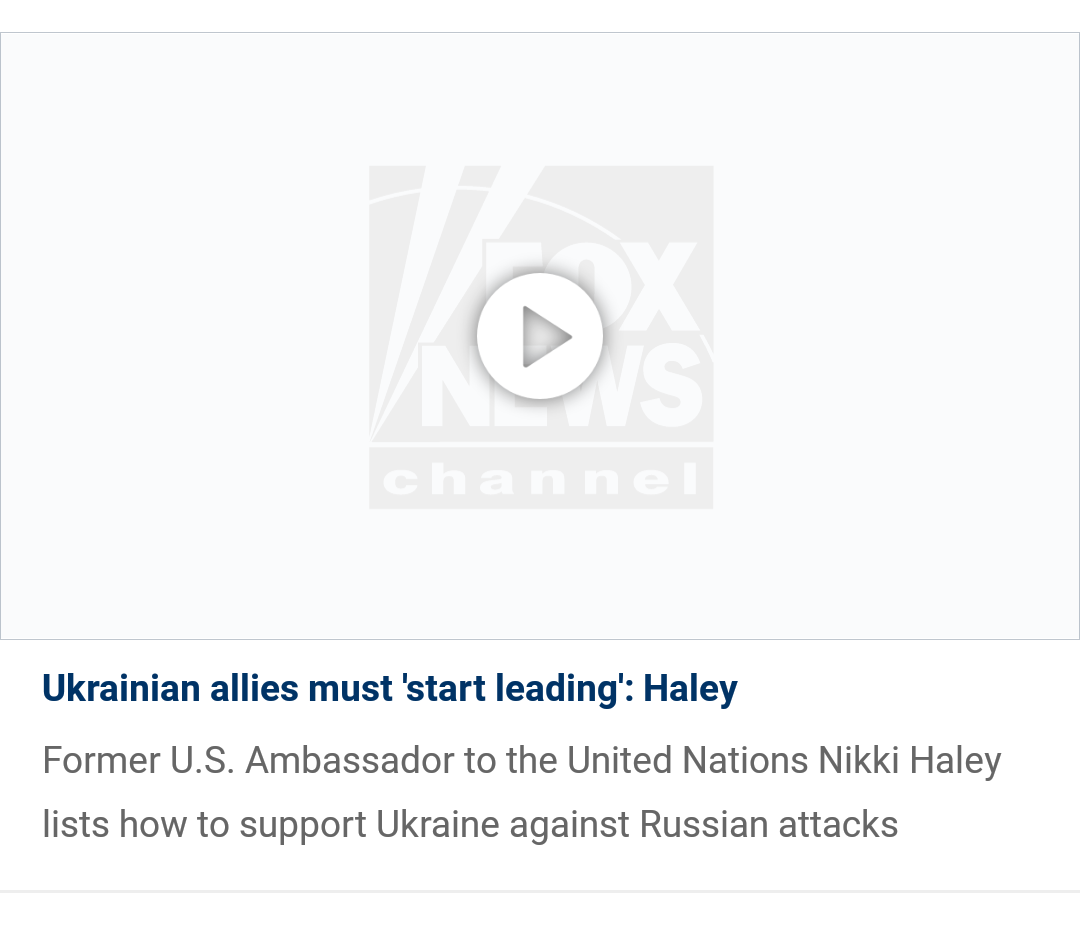 FOX
NEWS
channel
Ukrainian allies must 'start leading': Haley
Former U.S. Ambassador to the United Nations Nikki Haley
lists how to support Ukraine against Russian attacks